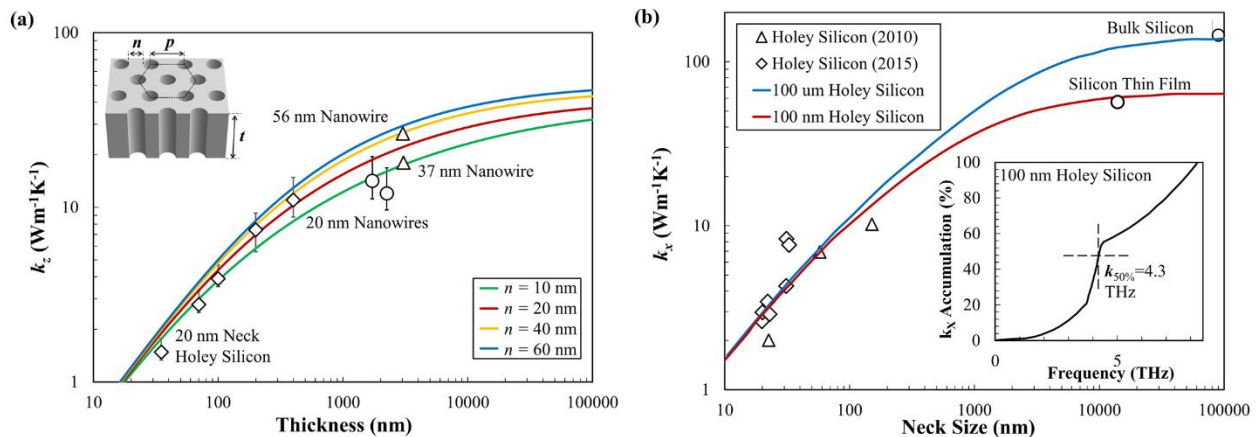 (a)
n
p
t
56 nm Nanowire
37 nm Nanowire
20 nm Nanowires
20 nm Neck
Holey Silicon
n = 10 nm
n = 20 nm
n = 40 nm
n = 60 nm
100
10
1
k_z (Wm-1K-1)
10
100
1000
10000
100000
Thickness (nm)
(b)
Holey Silicon (2010)
Holey Silicon (2015)
100 um Holey Silicon
100 nm Holey Silicon
Bulk Silicon
Silicon Thin Film
100
10
1
k_x (Wm-1K-1)
10
100
1000
10000
100000
Neck Size (nm)
100 nm Holey Silicon
k_50%=4.3
THz
100
80
60
40
20
0
k_X Accumulation (%)
0
5
Frequency (THz)